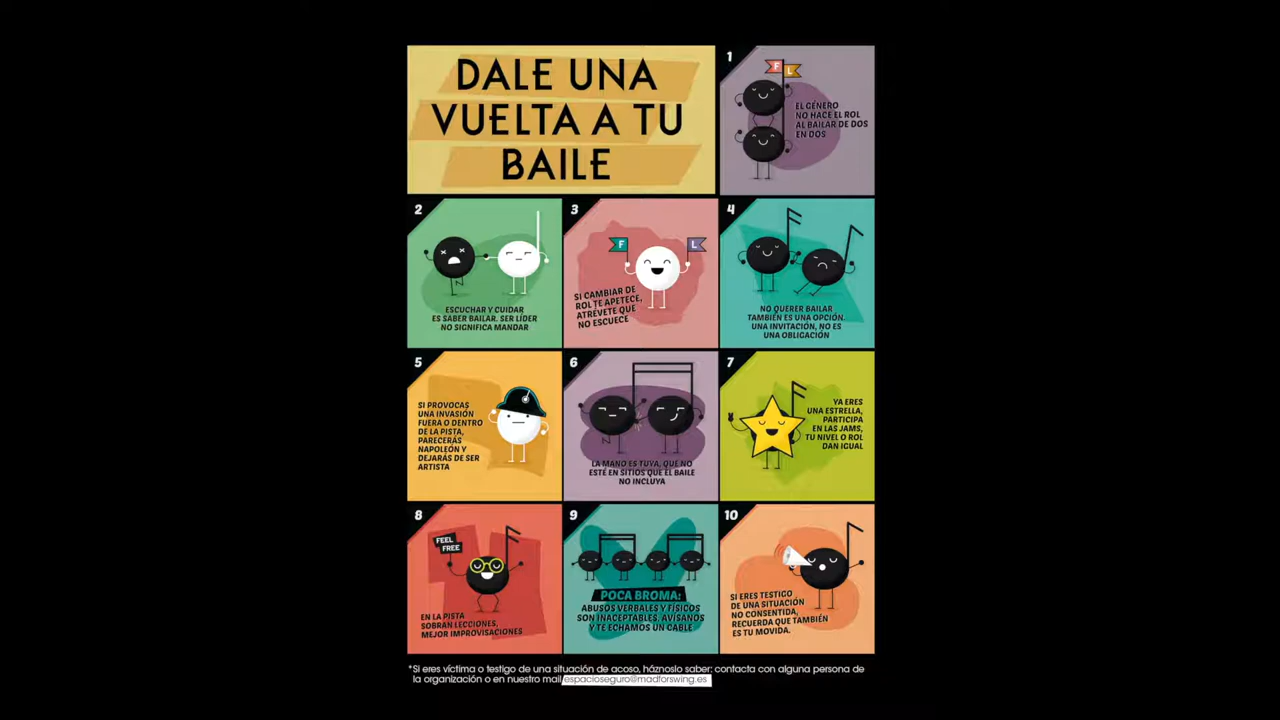 DALE UNA
VUELTA A TU
BAILE
1
F L
EL GÉNERO
NO HACE EL ROL
AL BAILAR DE DOS
EN DOS
2
ESCUCHAR Y CUIDAR
ES SABER BAILAR. SER LÍDER
NO SIGNIFICA MANDAR
3
F L
SI CAMBIAR DE
ROL TE APETECE,
ATRÉVETE QUE
NO ESCUECE
4
NO QUERER BAILAR
TAMBIÉN ES UNA OPCIÓN.
UNA INVITACIÓN, NO ES
UNA OBLIGACIÓN
5
SI PROVOCAS
UNA INVASIÓN
FUERA O DENTRO
DE LA PISTA,
PARECERÁS
NAPOLEÓN Y
DEJARÁS DE SER
ARTISTA
6
LA MANO ES TUYA, QUE NO
ESTÉ EN SITIOS QUE EL BAILE
NO INCLUYA
7
YA ERES
UNA ESTRELLA,
PARTICIPA
EN LAS JAMS,
TU NIVEL O ROL
DAN IGUAL
8
FEEL
FREE
EN LA PISTA
SOBRAN LECCIONES,
MEJOR IMPROVISACIONES
9
POCA BROMA:
ABUSOS VERBALES Y FÍSICOS
SON INACEPTABLES. AVÍSANOS
Y TE ECHAMOS UN CABLE
10
SI ERES TESTIGO
DE UNA SITUACIÓN
NO CONSENTIDA,
RECUERDA QUE TAMBIÉN
ES TU MOVIDA.
*Si eres víctima o testigo de una situación de acoso, háznoslo saber: contacta con alguna persona de
la organización o en nuestro mail espacioseguro@madforswing.es